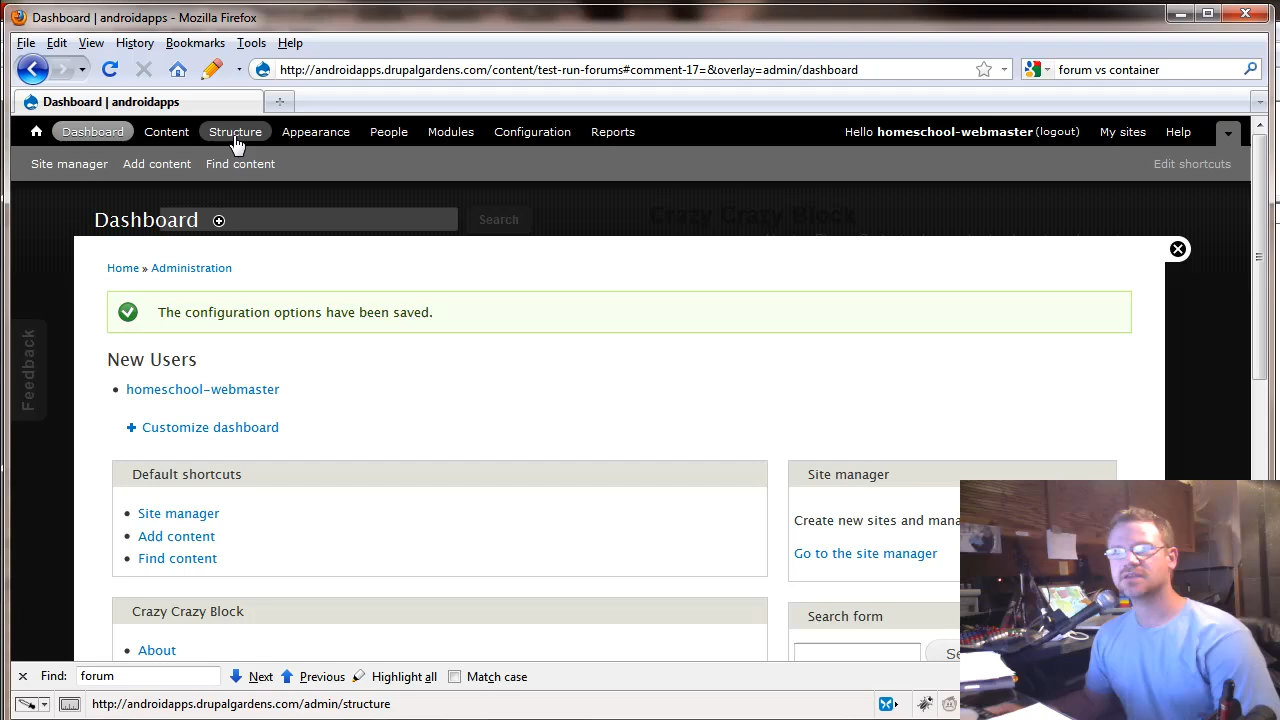 Dashboard | androidapps - Mozilla Firefox
File Edit View History Bookmarks Tools Help
http://androidapps.drupalgardens.com/content/test-run-forums#comment-17=&overlay=admin/dashboard
forum vs container
Dashboard | androidapps
Dashboard Content Structure Appearance People Modules Configuration Reports Hello homeschool-webmaster (logout) My sites Help
Site manager Add content Find content Edit shortcuts
Dashboard Search Crazy Crazy Block
Home » Administration
The configuration options have been saved.
Feedback
New Users
homeschool-webmaster
Customize dashboard
Default shortcuts
Site manager
Add content
Find content
Crazy Crazy Block
About
Site manager
Create new sites and mana
Go to the site manager
Search form
Se
Find: forum Next Previous Highlight all Match case
http://androidapps.drupalgardens.com/admin/structure